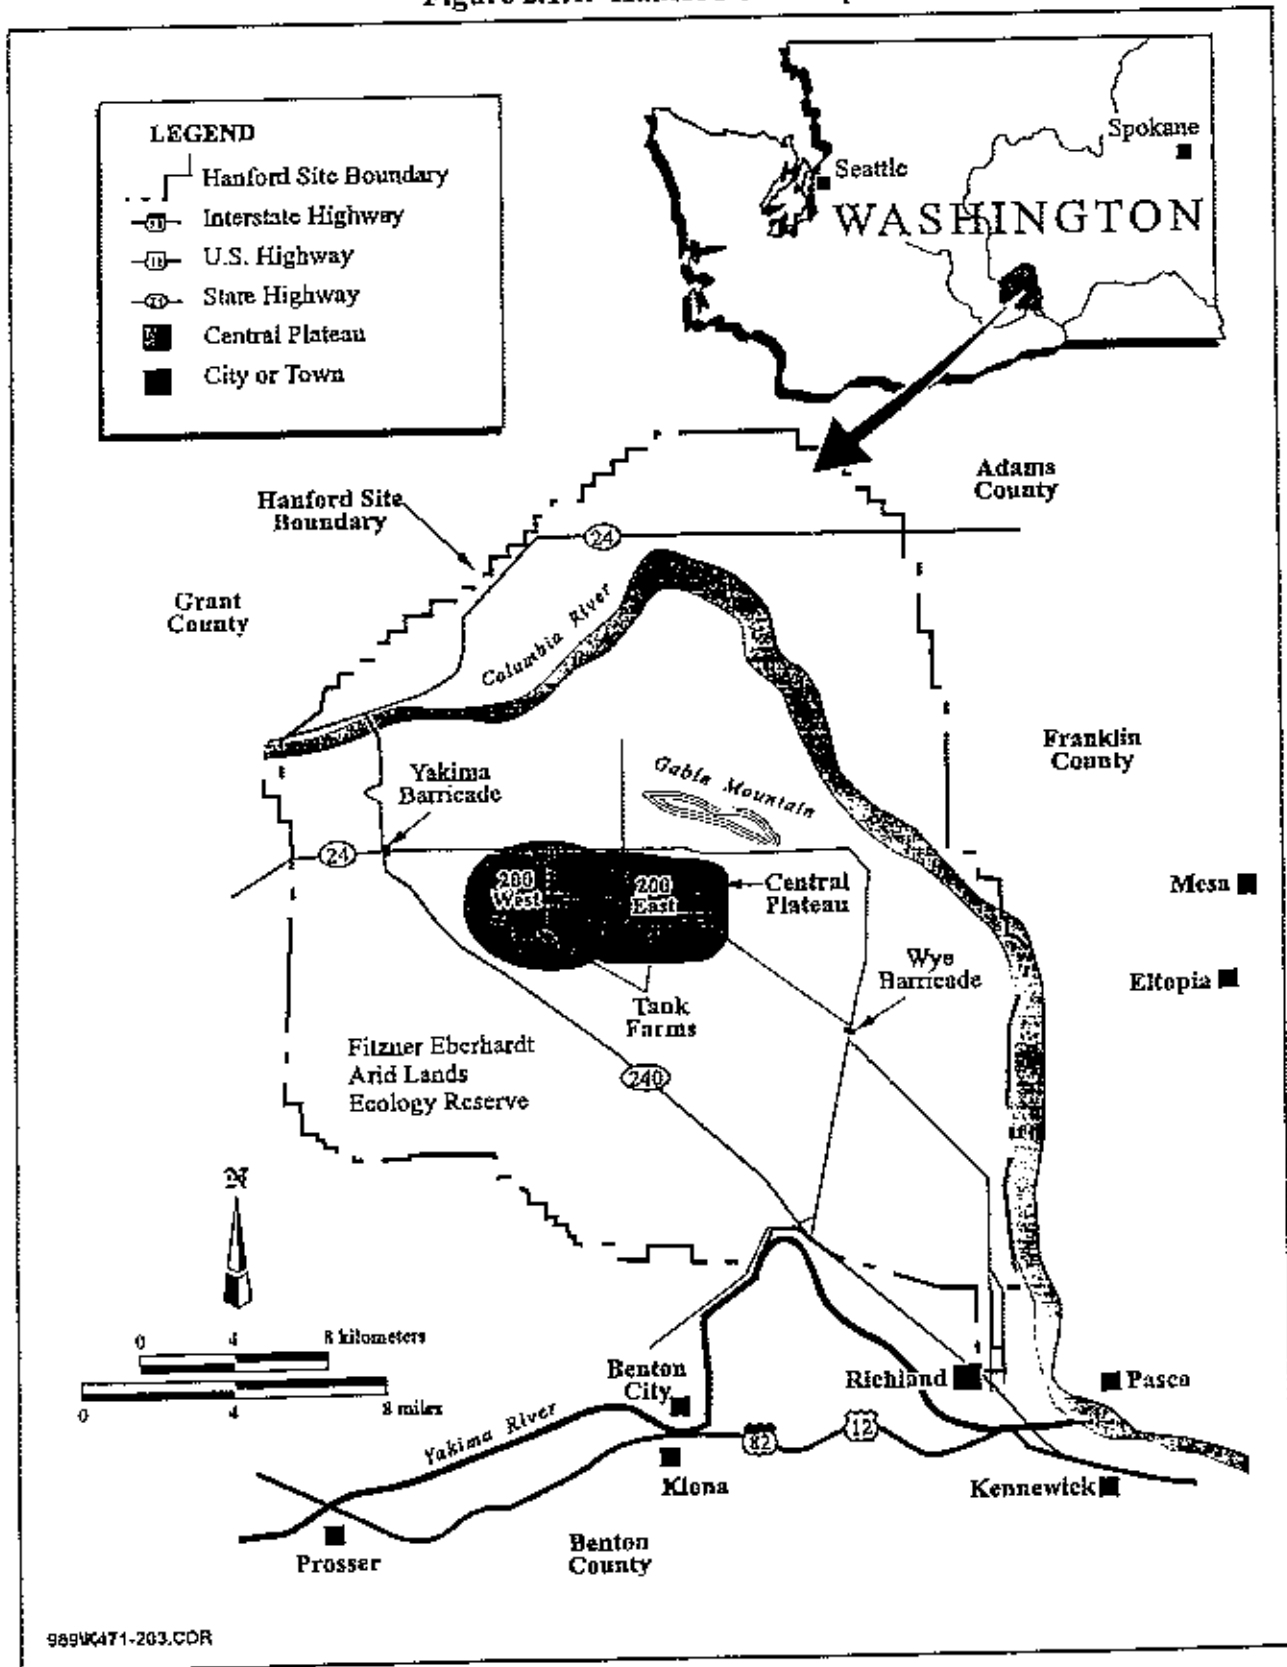 LEGEND
Hanford Site Boundary
Interstate Highway
U.S. Highway
State Highway
Central Plateau
City or Town
Spokane
Seattle
WASHINGTON
Adams
County
Hanford Site
Boundary
24
Grant
County
Columbia River
Franklin
County
Gable Mountain
Yakima
Barricade
24
200
West
200
East
Central
Plateau
Mesa
Wye
Barricade
Eltopia
Tank
Farms
Fitzner Eberhardt
Arid Lands
Ecology Reserve
240
N
0 4 8 kilometers
0 4 8 miles
Benton
City
Richland
Pasco
Yakima River
82
12
Kiona
Kennewick
Prosser
Benton
County